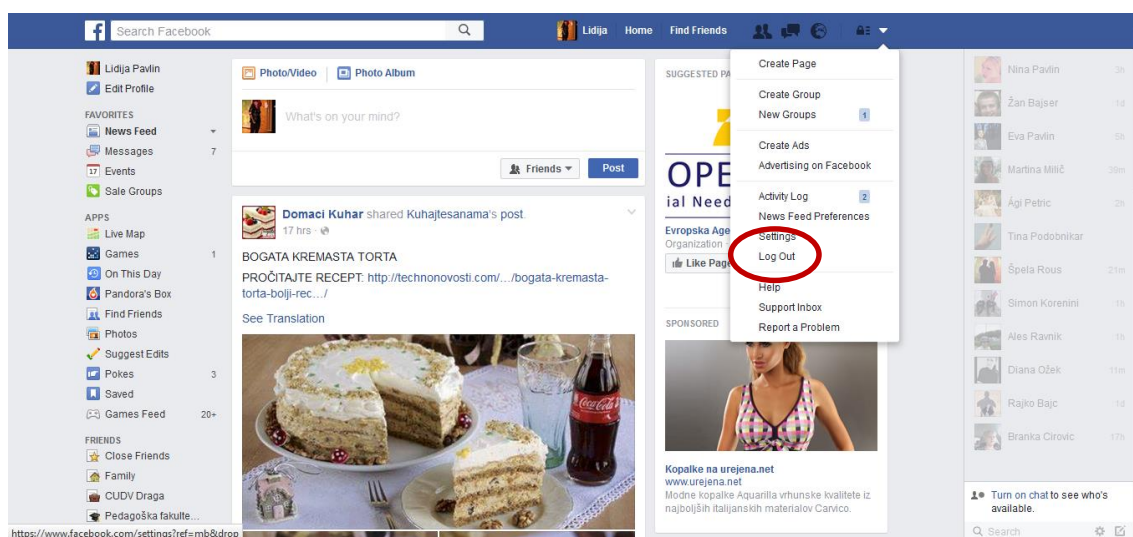 Search Facebook
Lidija Home Find Friends
Lidija Pavlin
Edit Profile
FAVORITES
News Feed
Messages 7
17 Events
Sale Groups
APPS
Live Map
Games 1
On This Day
Pandora's Box
Find Friends
Photos
Suggest Edits
Pokes 3
Saved
Games Feed 20+
FRIENDS
Close Friends
Family
CUDV Draga
Pedagoška fakulte...
https://www.facebook.com/settings?ref=mb&drop
Photo/Video Photo Album
What's on your mind?
Friends Post
Domaci Kuhar shared Kuhajtesanama's post.
17 hrs
BOGATA KREMASTA TORTA
PROČITAJTE RECEPT: http://technonovosti.com/.../bogata-kremasta-
torta-bolji-rec.../
See Translation
Coca-Cola
SUGGESTED PA
OPE
ial Need
Evropska Age
Organization
Like Page
SPONSORED
Kopalke na urejena.net
www.urejena.net
Modne kopalke Aquarilla vrhunske kvalitete iz
najboljših italijanskih materialov Carvico.
Create Page
Create Group
New Groups 1
Create Ads
Advertising on Facebook
Activity Log 2
News Feed Preferences
Settings
Log Out
Help
Support Inbox
Report a Problem
Nina Pavlin 3h
Žan Bajser 1d
Eva Pavlin 5h
Martina Milič 39m
Ági Petric 2h
Tina Podobnikar
Špela Rous 21m
Simon Korenini 1h
Ales Ravnik 1h
Diana Ožek 11m
Rajko Bajc 1d
Branka Cirovic 17h
Turn on chat to see who's
available.
Search